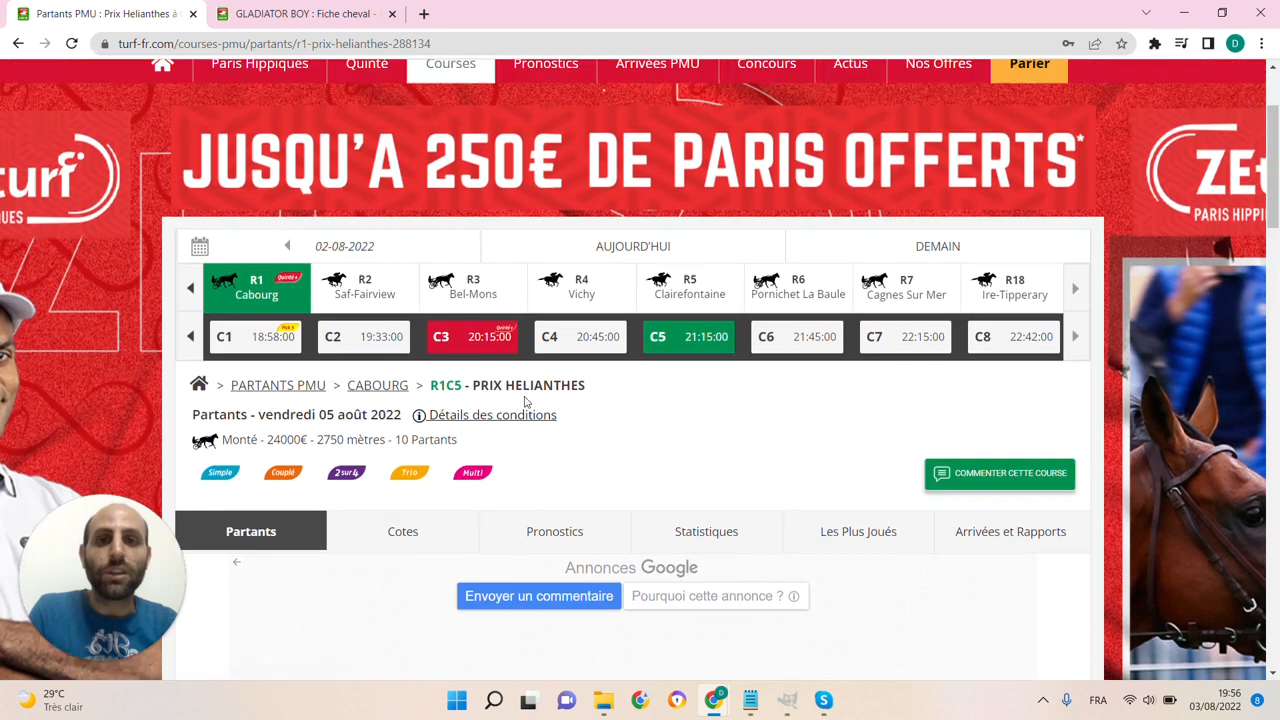 Partants PMU : Prix Helianthes à
GLADIATOR BOY : Fiche cheval -
turf-fr.com/courses-pmu/partants/r1-prix-helianthes-288134
D
Paris Hippiques Quinté Courses Pronostics Arrivées PMU Concours Actus Nos Offres Parier
JUSQU'A 250€ DE PARIS OFFERTS*
turf
ZEt
PARIS HIPPI
02-08-2022 AUJOURD'HUI DEMAIN
R1 Quinté+ R2 R3 R4 R5 R6 R7 R18
Cabourg Saf-Fairview Bel-Mons Vichy Clairefontaine Pornichet La Baule Cagnes Sur Mer Ire-Tipperary
Pick 5 Quinté+
C1 18:58:00 C2 19:33:00 C3 20:15:00 C4 20:45:00 C5 21:15:00 C6 21:45:00 C7 22:15:00 C8 22:42:00
> PARTANTS PMU > CABOURG > R1C5 - PRIX HELIANTHES
Partants - vendredi 05 août 2022 Détails des conditions
Monté - 24000€ - 2750 mètres - 10 Partants
Simple Couplé 2 sur 4 Trio Multi
COMMENTER CETTE COURSE
Partants Cotes Pronostics Statistiques Les Plus Joués Arrivées et Rapports
Annonces Google
Envoyer un commentaire Pourquoi cette annonce ?
29°C
Très clair
FRA
19:56
03/08/2022
8